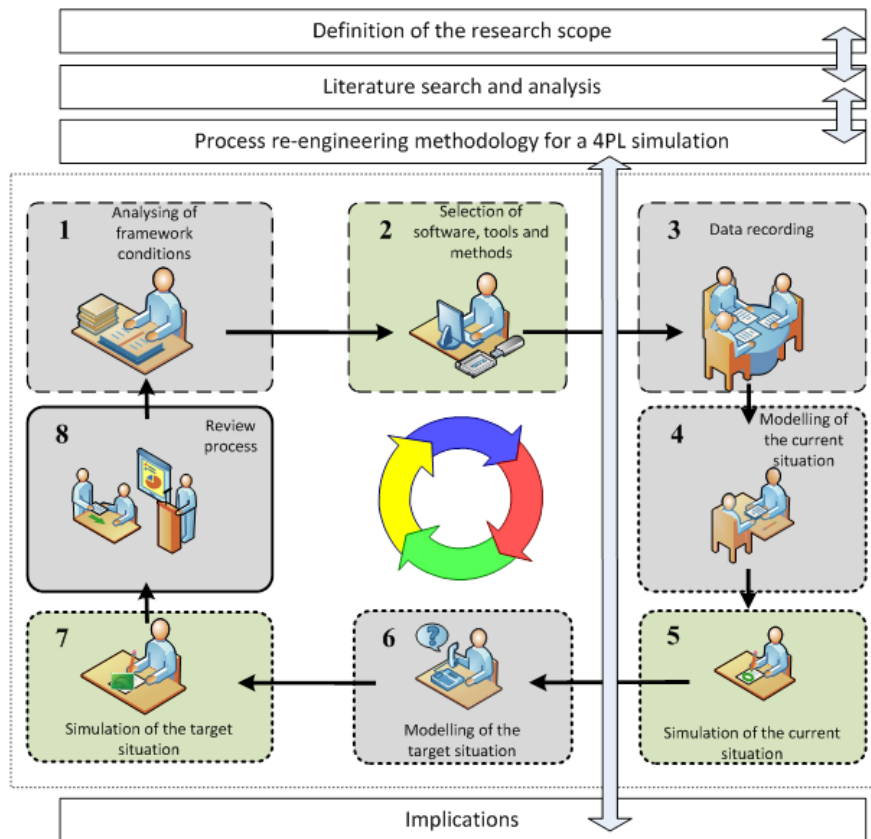 Definition of the research scope
Literature search and analysis
Process re-engineering methodology for a 4PL simulation
1
Analysing of
framework
conditions
2
Selection of
software, tools and
methods
3
Data recording
8
Review
process
4
Modelling of
the current
situation
7
Simulation of the target
situation
6
?
Modelling of the
target situation
5
Simulation of the current
situation
Implications